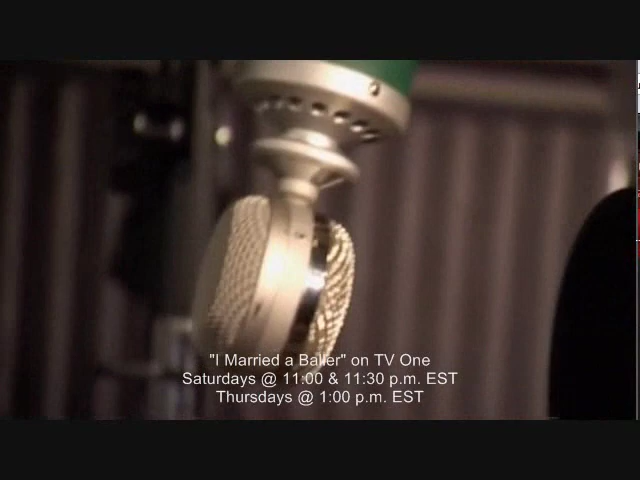 "I Married a Baller" on TV One
Saturdays @ 11:00 & 11:30 p.m. EST
Thursdays @ 1:00 p.m. EST